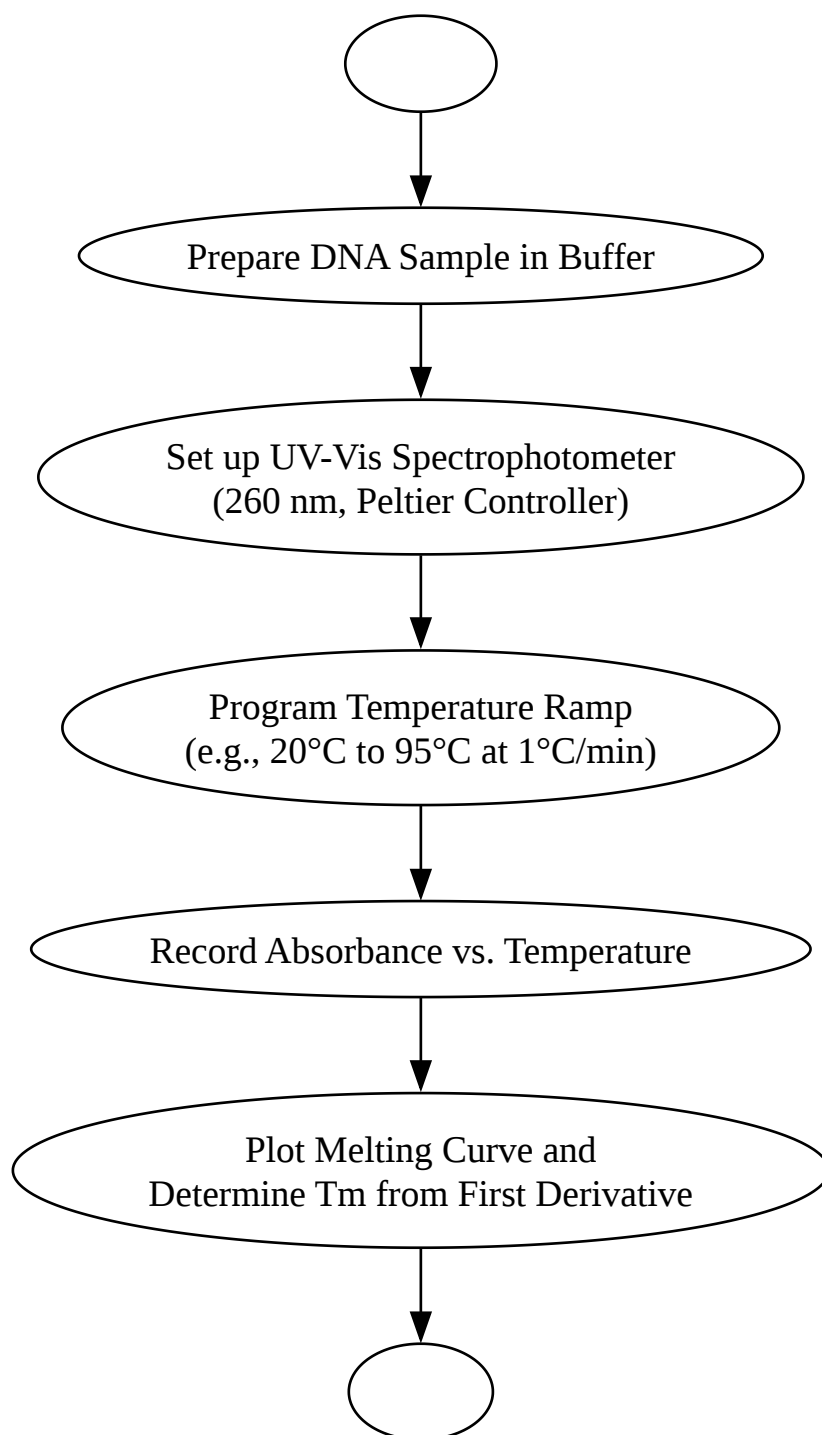 Prepare DNA Sample in Buffer
Set up UV-Vis Spectrophotometer
(260 nm, Peltier Controller)
Program Temperature Ramp
(e.g., 20°C to 95°C at 1°C/min)
Record Absorbance vs. Temperature
Plot Melting Curve and
Determine Tm from First Derivative